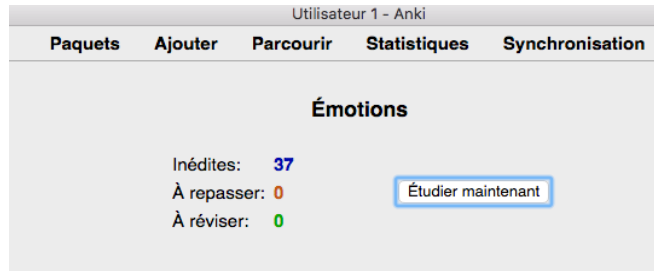 Utilisateur 1 - Anki
Paquets Ajouter Parcourir Statistiques Synchronisation
Émotions
Inédites: 37
À repasser: 0
À réviser: 0
Étudier maintenant